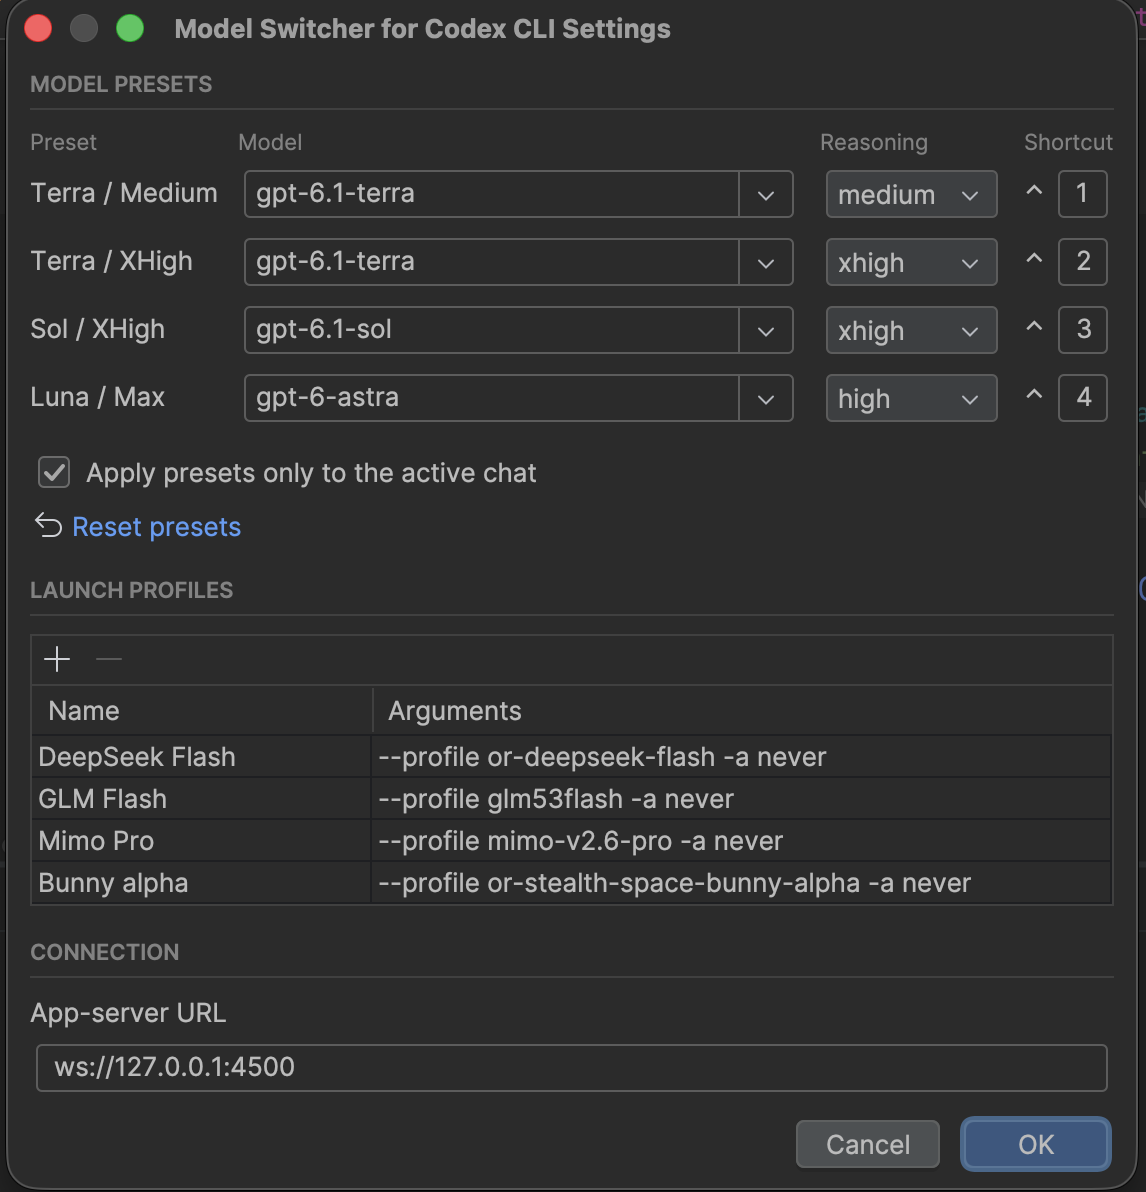 Model Switcher for Codex CLI Settings
MODEL PRESETS
Preset Model Reasoning Shortcut
Terra / Medium gpt-6.1-terra medium ^ 1
Terra / XHigh gpt-6.1-terra xhigh ^ 2
Sol / XHigh gpt-6.1-sol xhigh ^ 3
Luna / Max gpt-6-astra high ^ 4
Apply presets only to the active chat
Reset presets
LAUNCH PROFILES
Name Arguments
DeepSeek Flash --profile or-deepseek-flash -a never
GLM Flash --profile glm53flash -a never
Mimo Pro --profile mimo-v2.6-pro -a never
Bunny alpha --profile or-stealth-space-bunny-alpha -a never
CONNECTION
App-server URL
ws://127.0.0.1:4500
Cancel OK